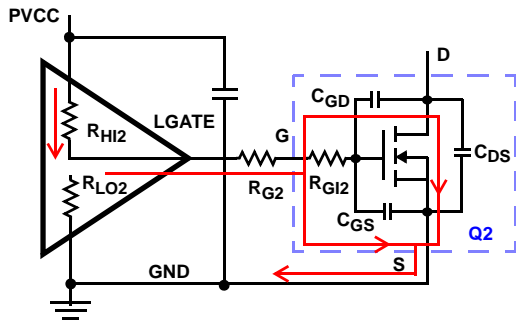 PVCC
D
CGD
RHI2
LGATE
G
CDS
RLO2
RG2
RGI2
CGS
Q2
GND
S